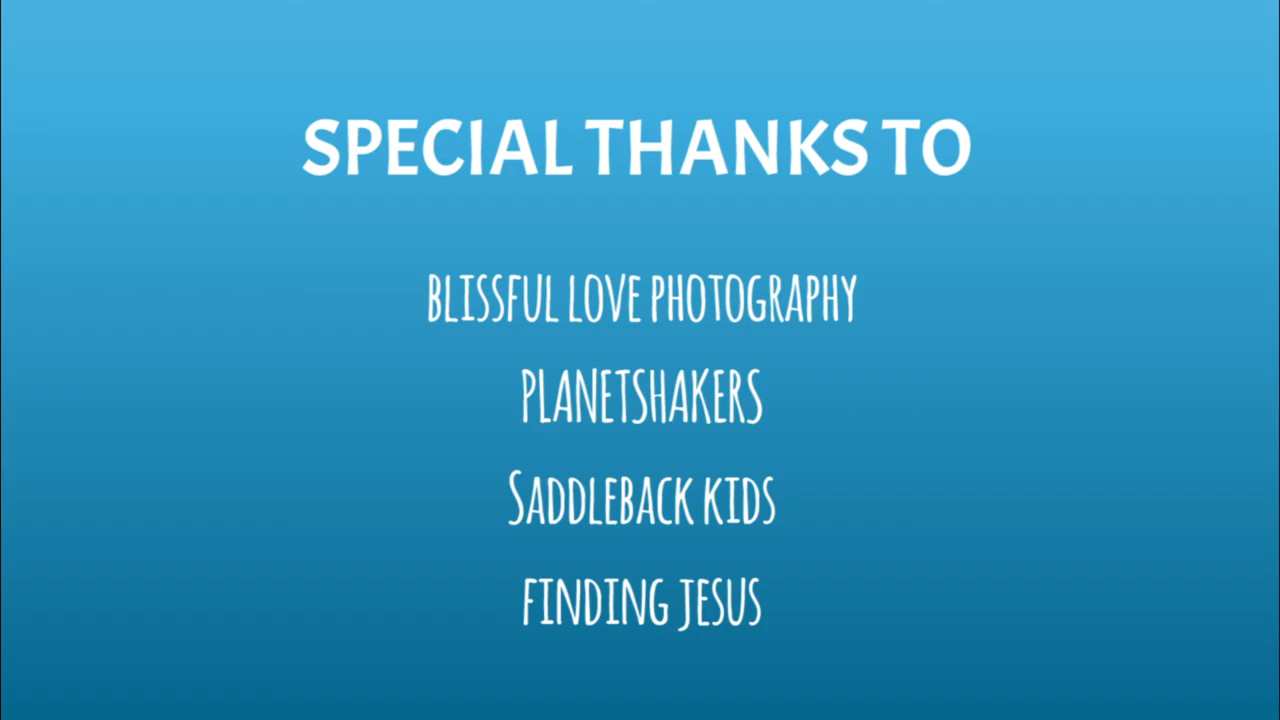 SPECIAL THANKS TO
BLISSFUL LOVE PHOTOGRAPHY
PLANETSHAKERS
SADDLEBACK KIDS
FINDING JESUS